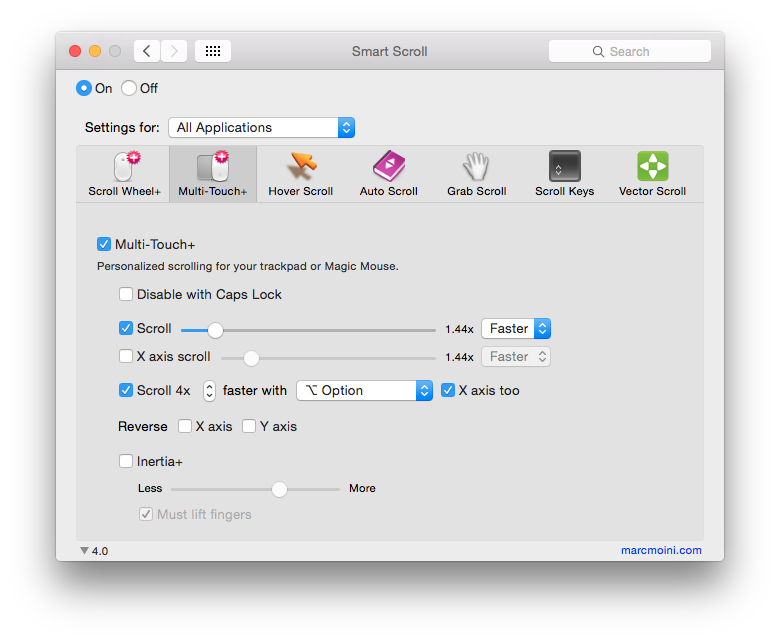 Smart Scroll
Search
On Off
Settings for: All Applications
Scroll Wheel+ Multi-Touch+ Hover Scroll Auto Scroll Grab Scroll Scroll Keys Vector Scroll
Multi-Touch+
Personalized scrolling for your trackpad or Magic Mouse.
Disable with Caps Lock
Scroll 1.44x Faster
X axis scroll 1.44x Faster
Scroll 4x faster with ⌥ Option X axis too
Reverse X axis Y axis
Inertia+
Less More
Must lift fingers
4.0 marcmoini.com